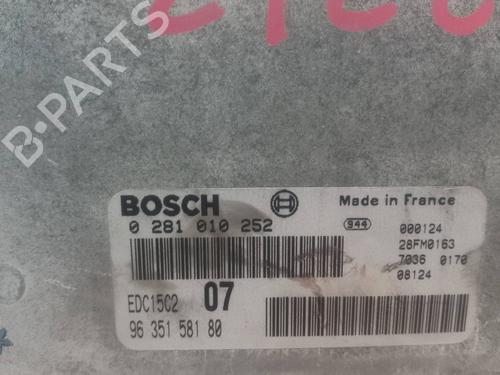 B-PARTS
BOSCH
Made in France
0 281 010 252
944
000124
28FM0163
7036 0170
08124
EDC15C2 07
96 351 581 80